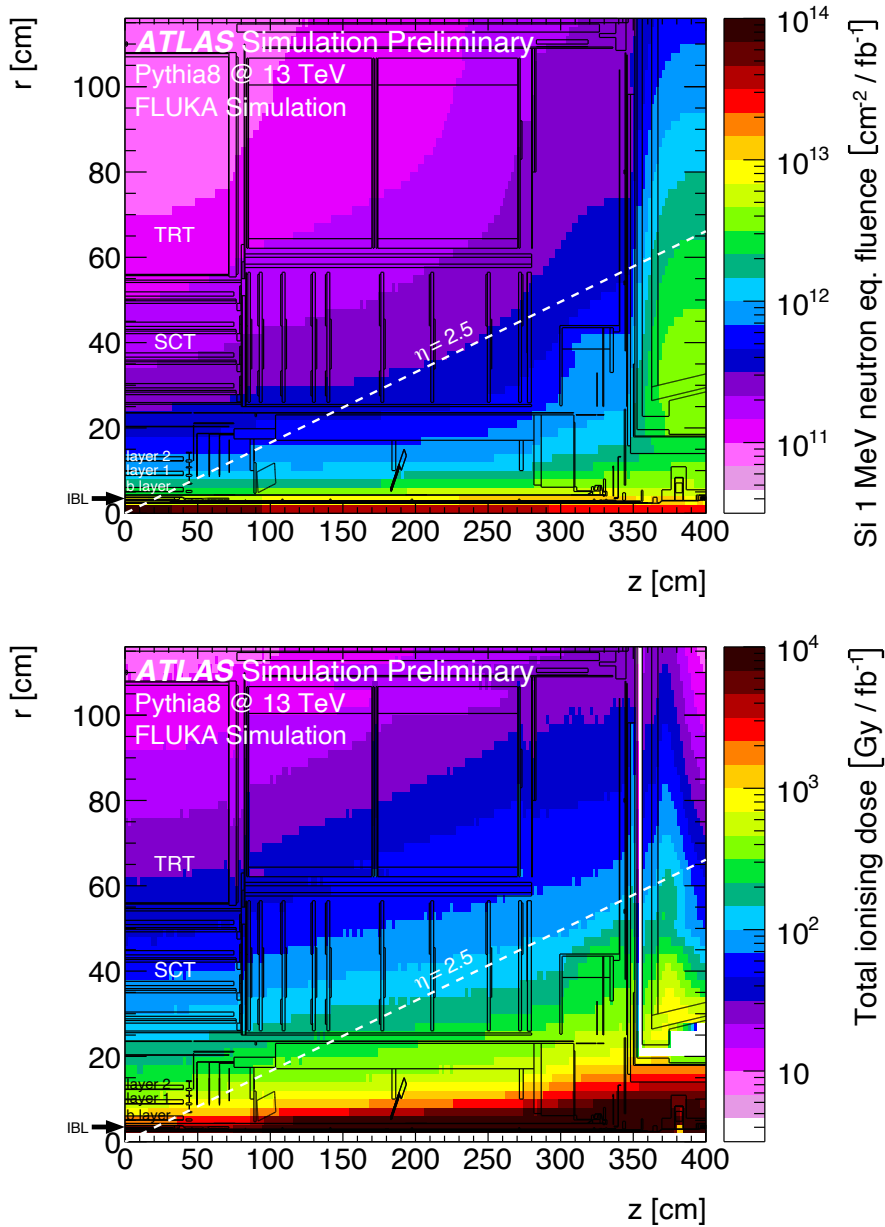 r [cm]
ATLAS Simulation Preliminary
Pythia8 @ 13 TeV
FLUKA Simulation
TRT
SCT
η = 2.5
layer 2
layer 1
b layer
IBL
0
20
40
60
80
100
0 50 100 150 200 250 300 350 400
z [cm]
10^14
10^13
10^12
10^11
Si 1 MeV neutron eq. fluence [cm^-2 / fb^-1]
r [cm]
ATLAS Simulation Preliminary
Pythia8 @ 13 TeV
FLUKA Simulation
TRT
SCT
η = 2.5
layer 2
layer 1
b layer
IBL
0
20
40
60
80
100
0 50 100 150 200 250 300 350 400
z [cm]
10^4
10^3
10^2
10
Total ionising dose [Gy / fb^-1]